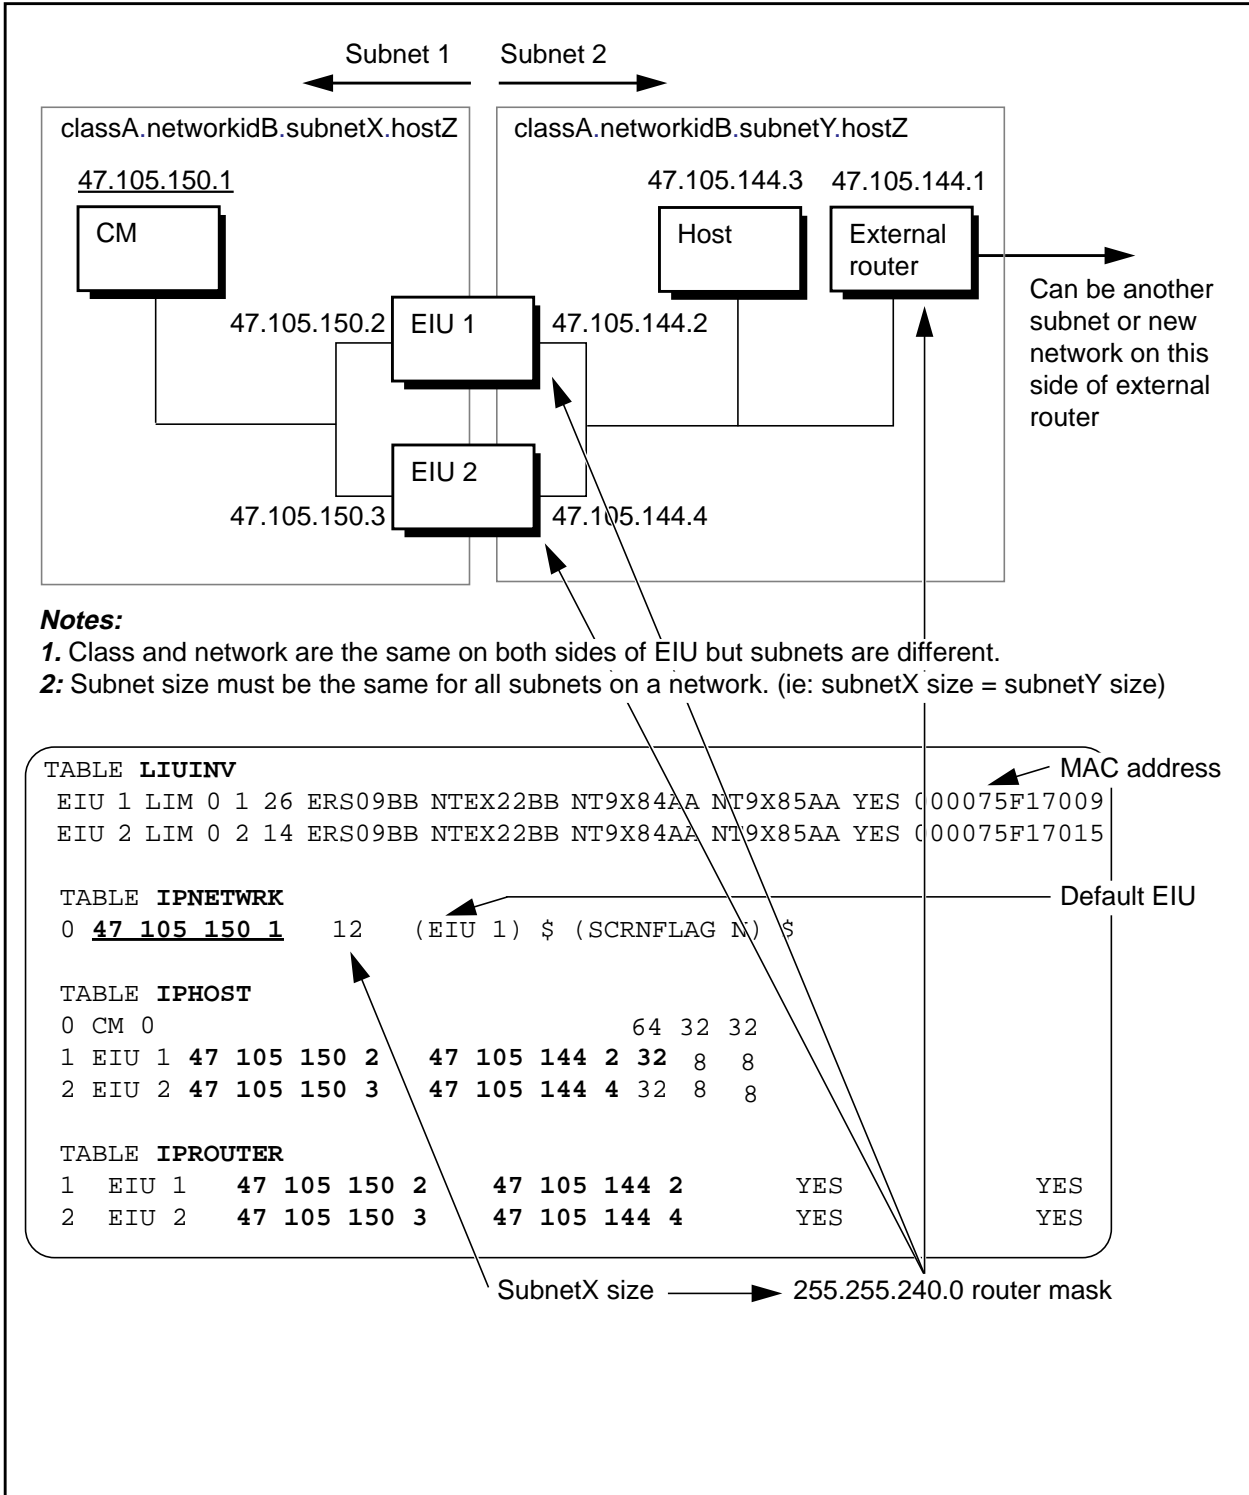 Subnet 1 Subnet 2
classA.networkidB.subnetX.hostZ classA.networkidB.subnetY.hostZ
47.105.150.1 47.105.144.3 47.105.144.1
CM Host External
router
Can be another
subnet or new
network on this
side of external
router
47.105.150.2 EIU 1 47.105.144.2
EIU 2
47.105.150.3 47.105.144.4
Notes:
1. Class and network are the same on both sides of EIU but subnets are different.
2: Subnet size must be the same for all subnets on a network. (ie: subnetX size = subnetY size)
MAC address
TABLE LIUINV
EIU 1 LIM 0 1 26 ERS09BB NTEX22BB NT9X84AA NT9X85AA YES 000075F17009
EIU 2 LIM 0 2 14 ERS09BB NTEX22BB NT9X84AA NT9X85AA YES 000075F17015
TABLE IPNETWRK Default EIU
0 47 105 150 1 12 (EIU 1) $ (SCRNFLAG N) $
TABLE IPHOST
0 CM 0 64 32 32
1 EIU 1 47 105 150 2 47 105 144 2 32 8 8
2 EIU 2 47 105 150 3 47 105 144 4 32 8 8
TABLE IPROUTER
1 EIU 1 47 105 150 2 47 105 144 2 YES YES
2 EIU 2 47 105 150 3 47 105 144 4 YES YES
SubnetX size 255.255.240.0 router mask